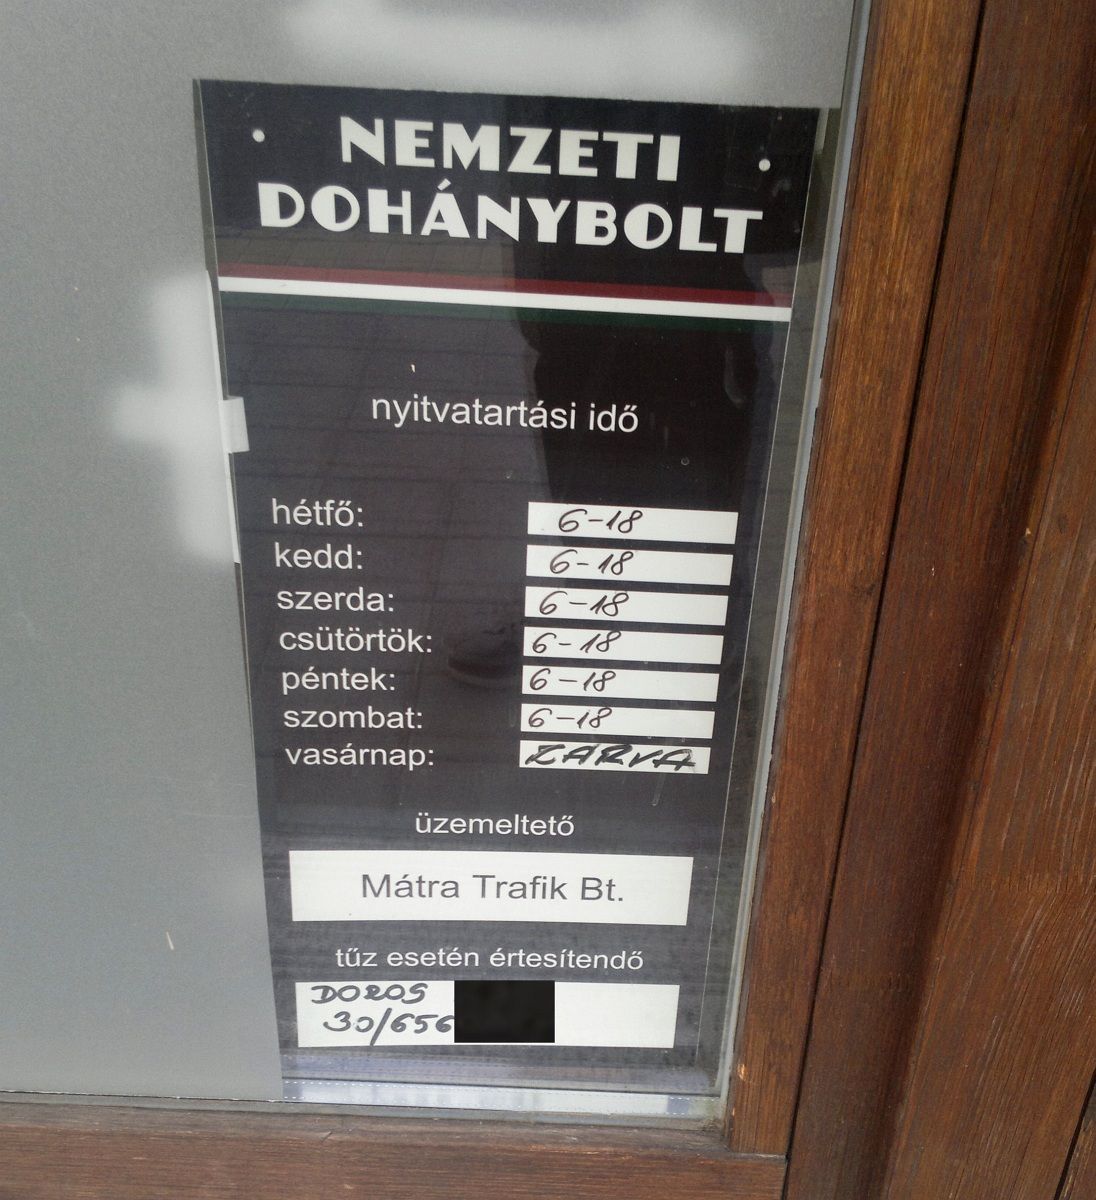 NEMZETI
DOHÁNYBOLT
nyitvatartási idő
hétfő: 6-18
kedd: 6-18
szerda: 6-18
csütörtök: 6-18
péntek: 6-18
szombat: 6-18
vasárnap: ZARVA
üzemeltető
Mátra Trafik Bt.
tűz esetén értesítendő
DOROS
30/656